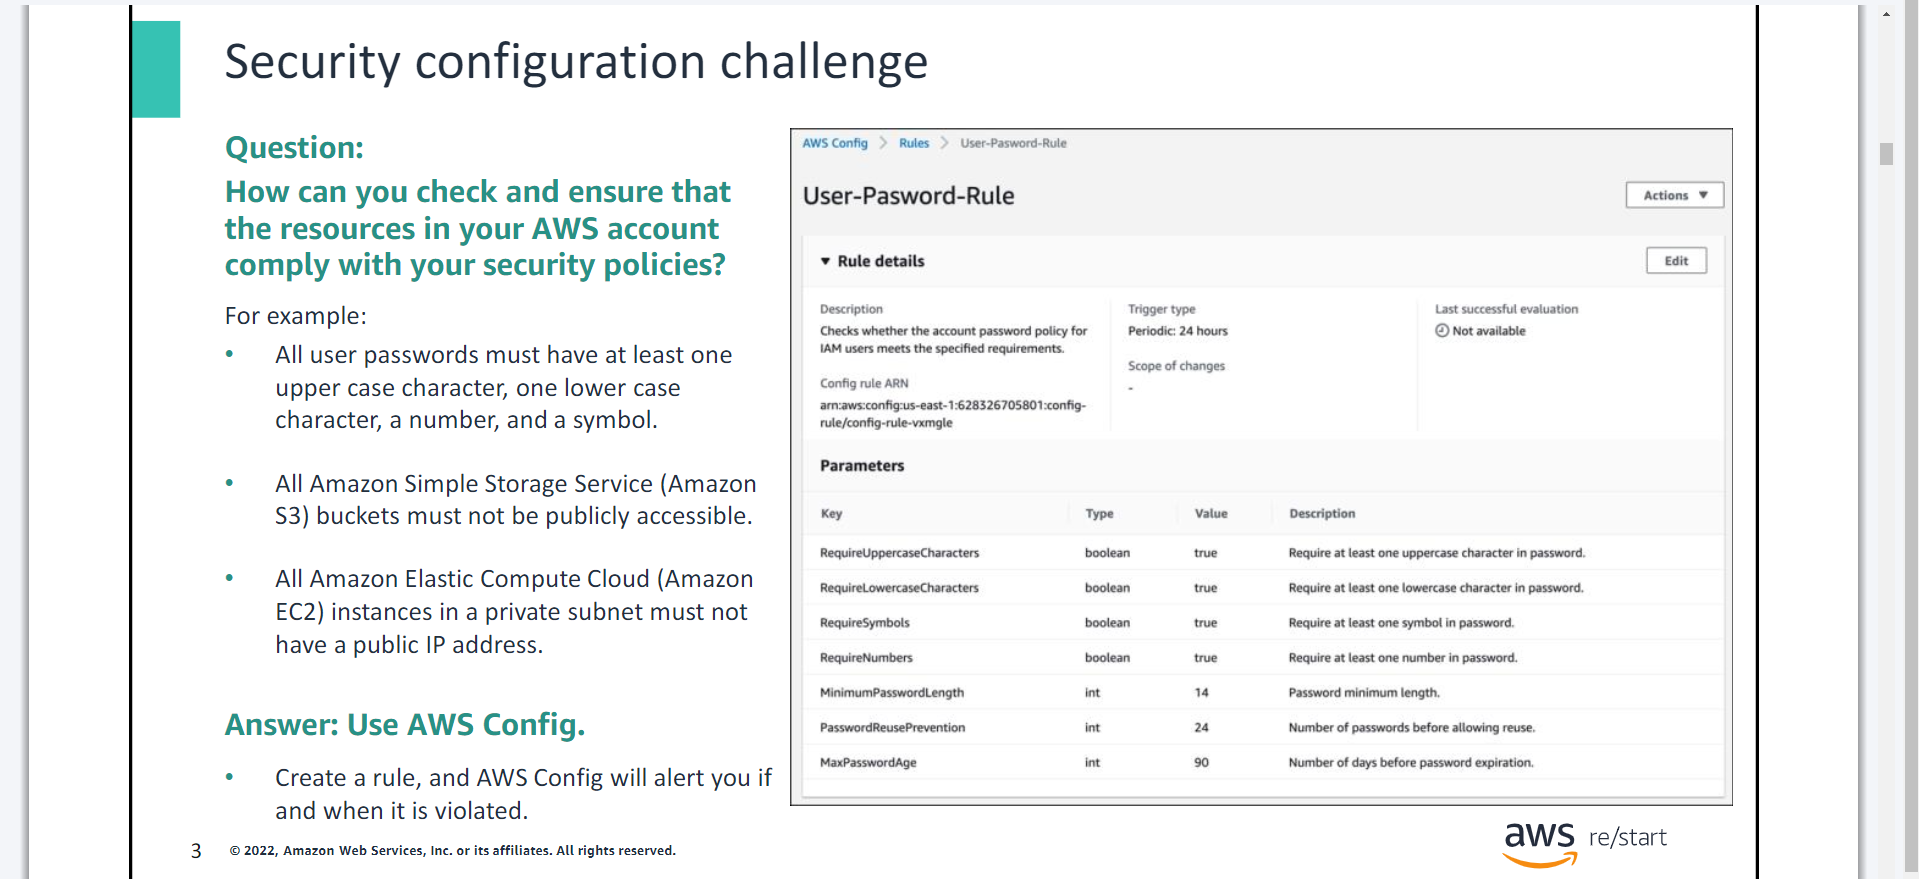 Security configuration challenge
Question:
How can you check and ensure that
the resources in your AWS account
comply with your security policies?
For example:
• All user passwords must have at least one
upper case character, one lower case
character, a number, and a symbol.
• All Amazon Simple Storage Service (Amazon
S3) buckets must not be publicly accessible.
• All Amazon Elastic Compute Cloud (Amazon
EC2) instances in a private subnet must not
have a public IP address.
Answer: Use AWS Config.
• Create a rule, and AWS Config will alert you if
and when it is violated.
AWS Config > Rules > User-Pasword-Rule
User-Pasword-Rule
Actions ▼
▼ Rule details
Edit
Description
Checks whether the account password policy for
IAM users meets the specified requirements.
Config rule ARN
arn:aws:config:us-east-1:628326705801:config-
rule/config-rule-vxmgle
Trigger type
Periodic: 24 hours
Scope of changes
-
Last successful evaluation
Not available
Parameters
Key Type Value Description
RequireUppercaseCharacters boolean true Require at least one uppercase character in password.
RequireLowercaseCharacters boolean true Require at least one lowercase character in password.
RequireSymbols boolean true Require at least one symbol in password.
RequireNumbers boolean true Require at least one number in password.
MinimumPasswordLength int 14 Password minimum length.
PasswordReusePrevention int 24 Number of passwords before allowing reuse.
MaxPasswordAge int 90 Number of days before password expiration.
3 © 2022, Amazon Web Services, Inc. or its affiliates. All rights reserved.
aws re/start